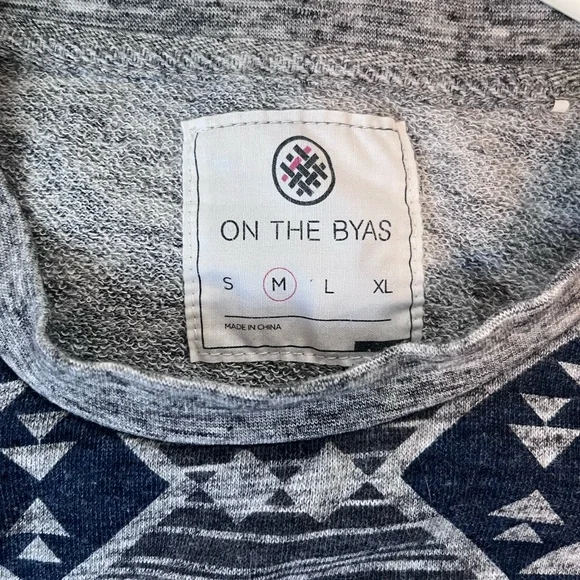 ON THE BYAS
S M L XL
MADE IN CHINA